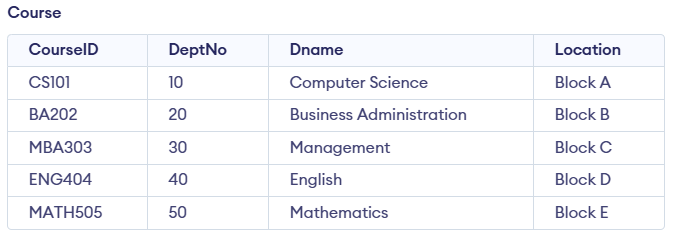 Course
CourseID DeptNo Dname Location
CS101 10 Computer Science Block A
BA202 20 Business Administration Block B
MBA303 30 Management Block C
ENG404 40 English Block D
MATH505 50 Mathematics Block E